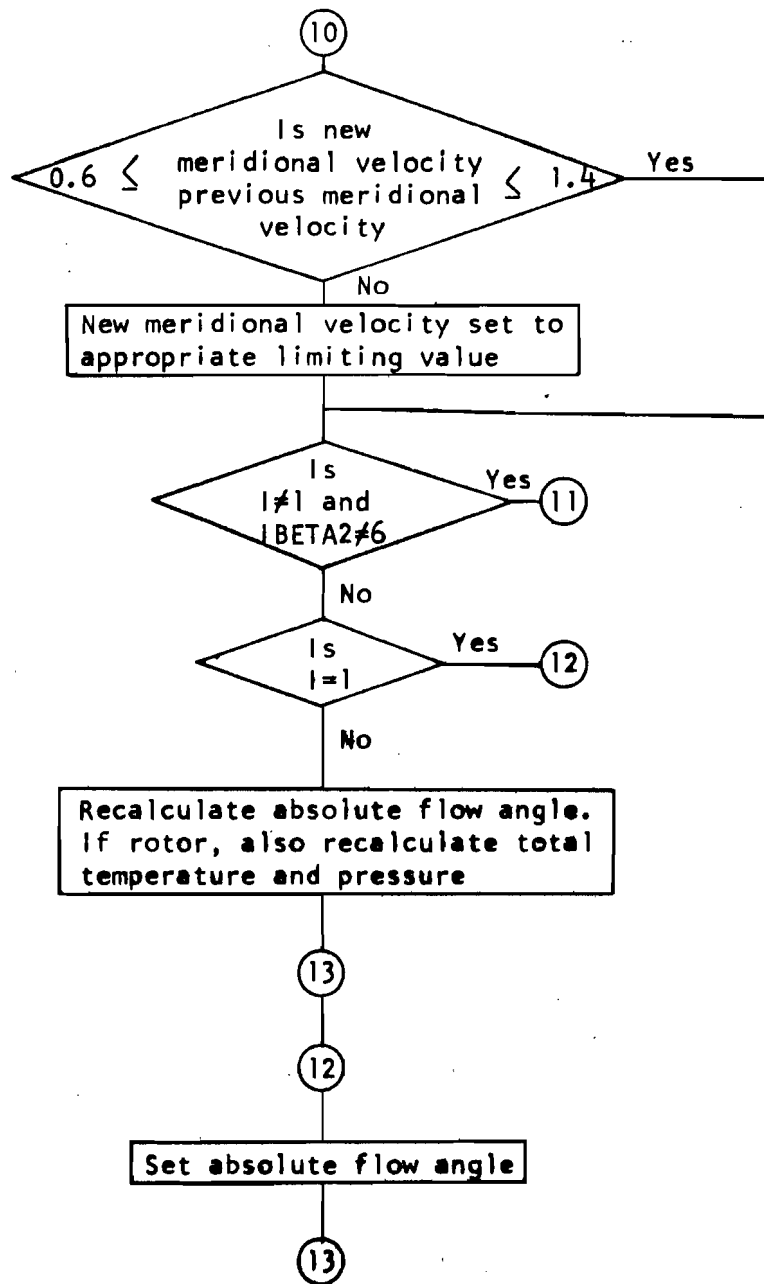 10
Is new
meridional velocity
0.6 ≤ previous meridional ≤ 1.4
velocity
Yes
No
New meridional velocity set to
appropriate limiting value
Is
I≠1 and
IBETA2≠6
Yes
11
No
Is
I=1
Yes
12
No
Recalculate absolute flow angle.
If rotor, also recalculate total
temperature and pressure
13
12
Set absolute flow angle
13